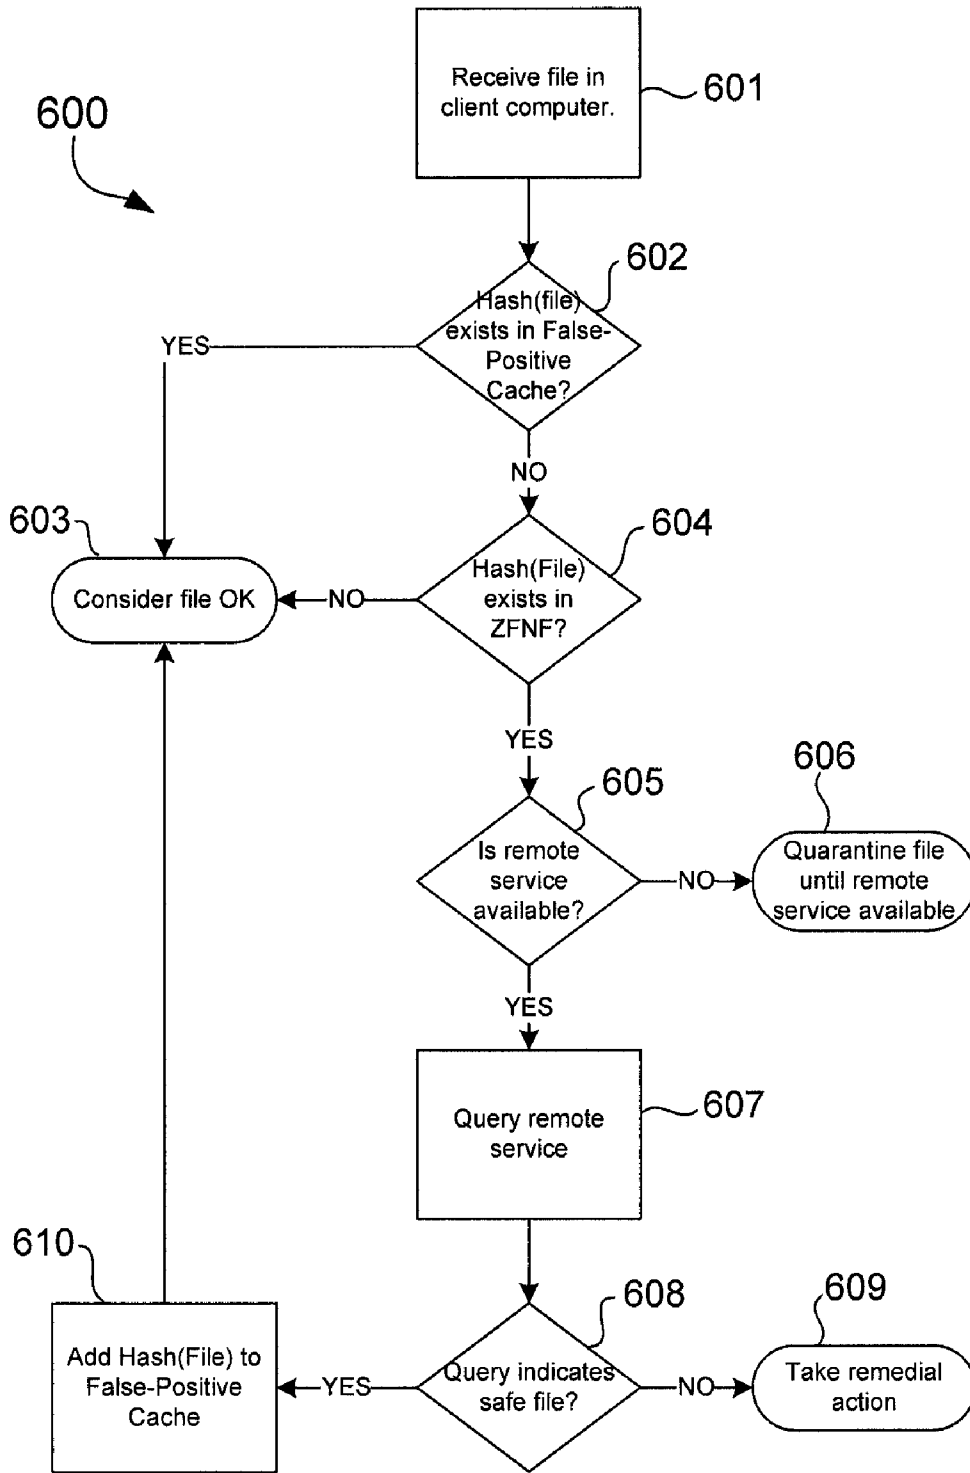 Receive file in
client computer.
601
600
602
Hash(file)
exists in False-
Positive
Cache?
YES
NO
603
604
Consider file OK
NO
Hash(File)
exists in
ZFNF?
YES
605
606
Is remote
service
available?
NO
Quarantine file
until remote
service available
YES
Query remote
service
607
610
608
609
Add Hash(File) to
False-Positive
Cache
YES
Query indicates
safe file?
NO
Take remedial
action